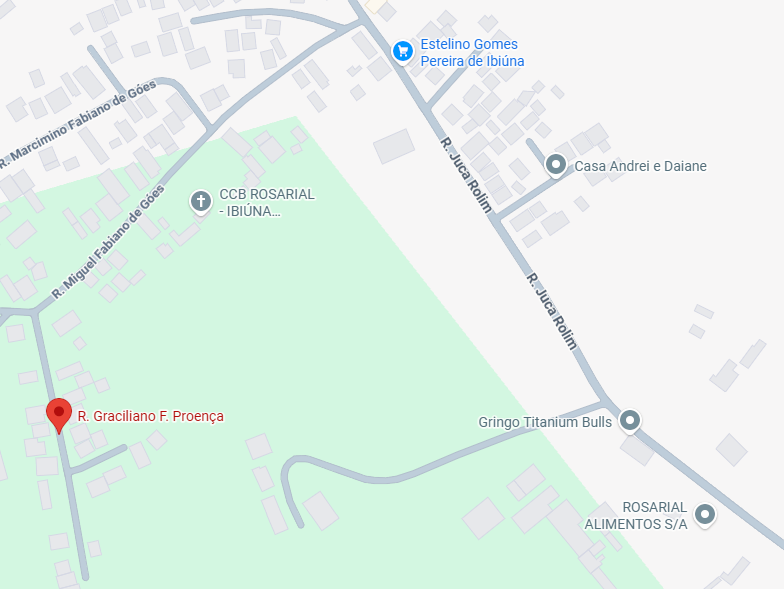 Estelino Gomes
Pereira de Ibiúna
R. Marcimino Fabiano de Góes
R. Juca Rolim
Casa Andrei e Daiane
CCB ROSARIAL
- IBIÚNA...
R. Miguel Fabiano de Góes
R. Juca Rolim
R. Graciliano F. Proença
Gringo Titanium Bulls
ROSARIAL
ALIMENTOS S/A